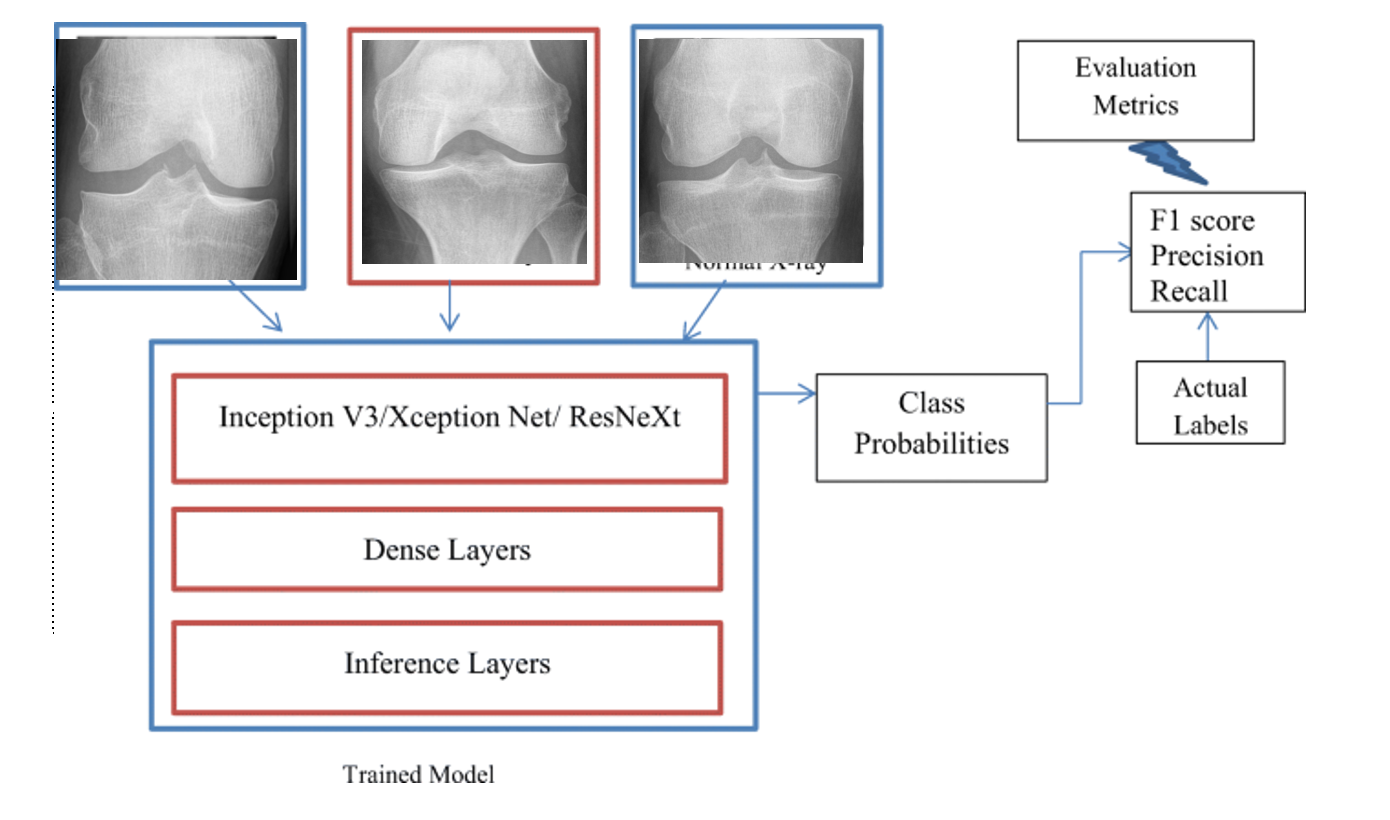 Normal X-ray
Evaluation
Metrics
F1 score
Precision
Recall
Actual
Labels
Class
Probabilities
Inception V3/Xception Net/ ResNeXt
Dense Layers
Inference Layers
Trained Model